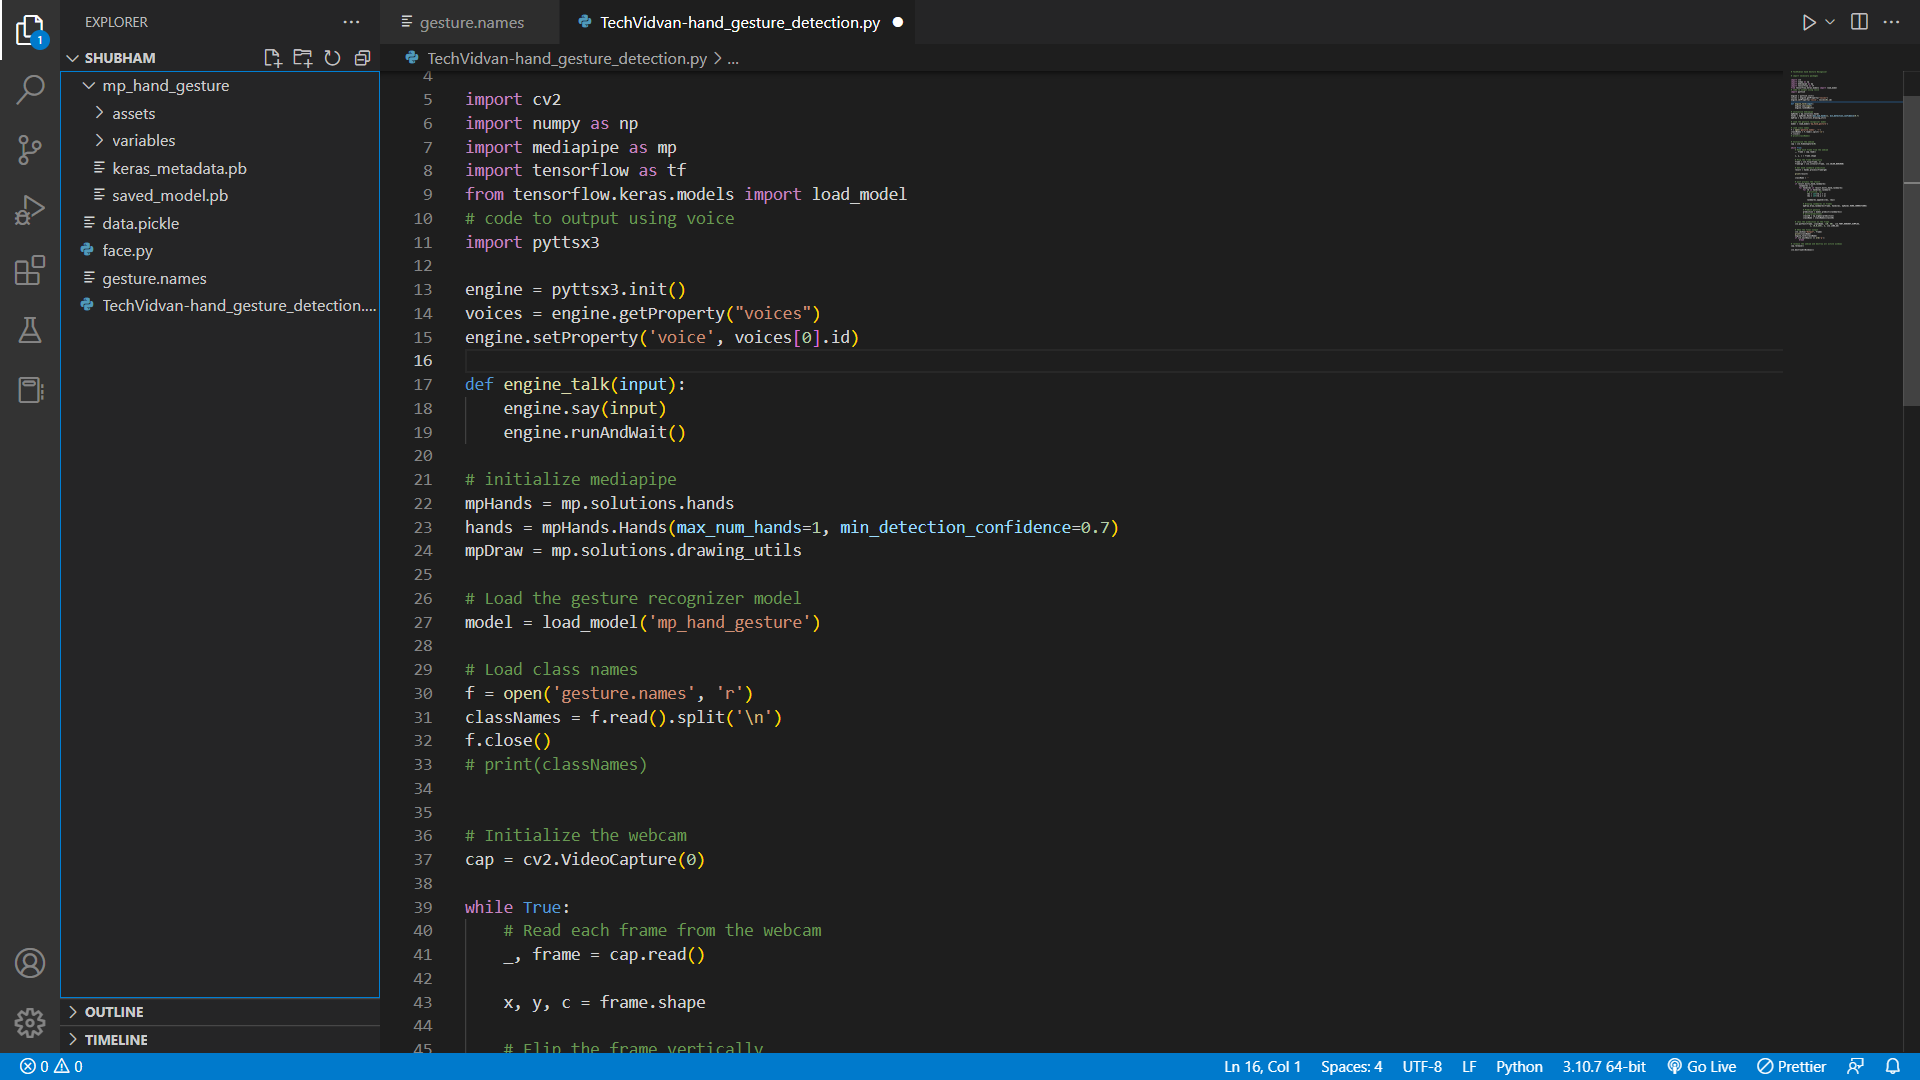 EXPLORER
1
SHUBHAM
mp_hand_gesture
assets
variables
keras_metadata.pb
saved_model.pb
data.pickle
face.py
gesture.names
TechVidvan-hand_gesture_detection....
OUTLINE
TIMELINE
gesture.names
TechVidvan-hand_gesture_detection.py
TechVidvan-hand_gesture_detection.py > ...
4
5 import cv2
6 import numpy as np
7 import mediapipe as mp
8 import tensorflow as tf
9 from tensorflow.keras.models import load_model
10 # code to output using voice
11 import pyttsx3
12
13 engine = pyttsx3.init()
14 voices = engine.getProperty("voices")
15 engine.setProperty('voice', voices[0].id)
16
17 def engine_talk(input):
18     engine.say(input)
19     engine.runAndWait()
20
21 # initialize mediapipe
22 mpHands = mp.solutions.hands
23 hands = mpHands.Hands(max_num_hands=1, min_detection_confidence=0.7)
24 mpDraw = mp.solutions.drawing_utils
25
26 # Load the gesture recognizer model
27 model = load_model('mp_hand_gesture')
28
29 # Load class names
30 f = open('gesture.names', 'r')
31 classNames = f.read().split('\n')
32 f.close()
33 # print(classNames)
34
35
36 # Initialize the webcam
37 cap = cv2.VideoCapture(0)
38
39 while True:
40     # Read each frame from the webcam
41     _, frame = cap.read()
42
43     x, y, c = frame.shape
44
45     # Flip the frame vertically
0 0 Ln 16, Col 1 Spaces: 4 UTF-8 LF Python 3.10.7 64-bit Go Live Prettier